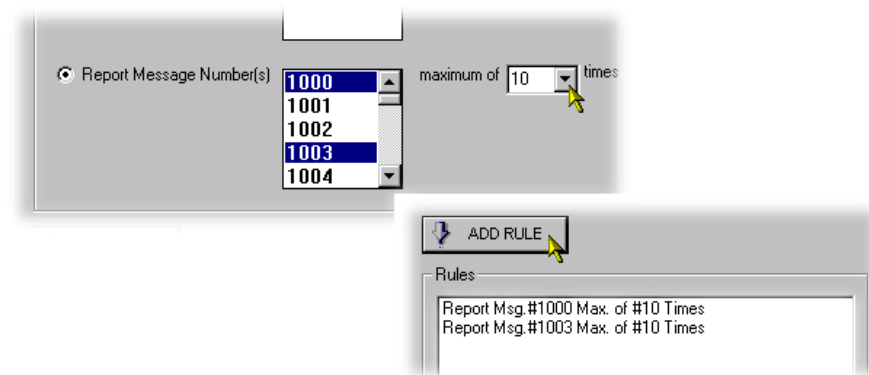 Report Message Number(s) maximum of 10 times
1000
1001
1002
1003
1004
ADD RULE
Rules
Report Msg.#1000 Max. of #10 Times
Report Msg.#1003 Max. of #10 Times